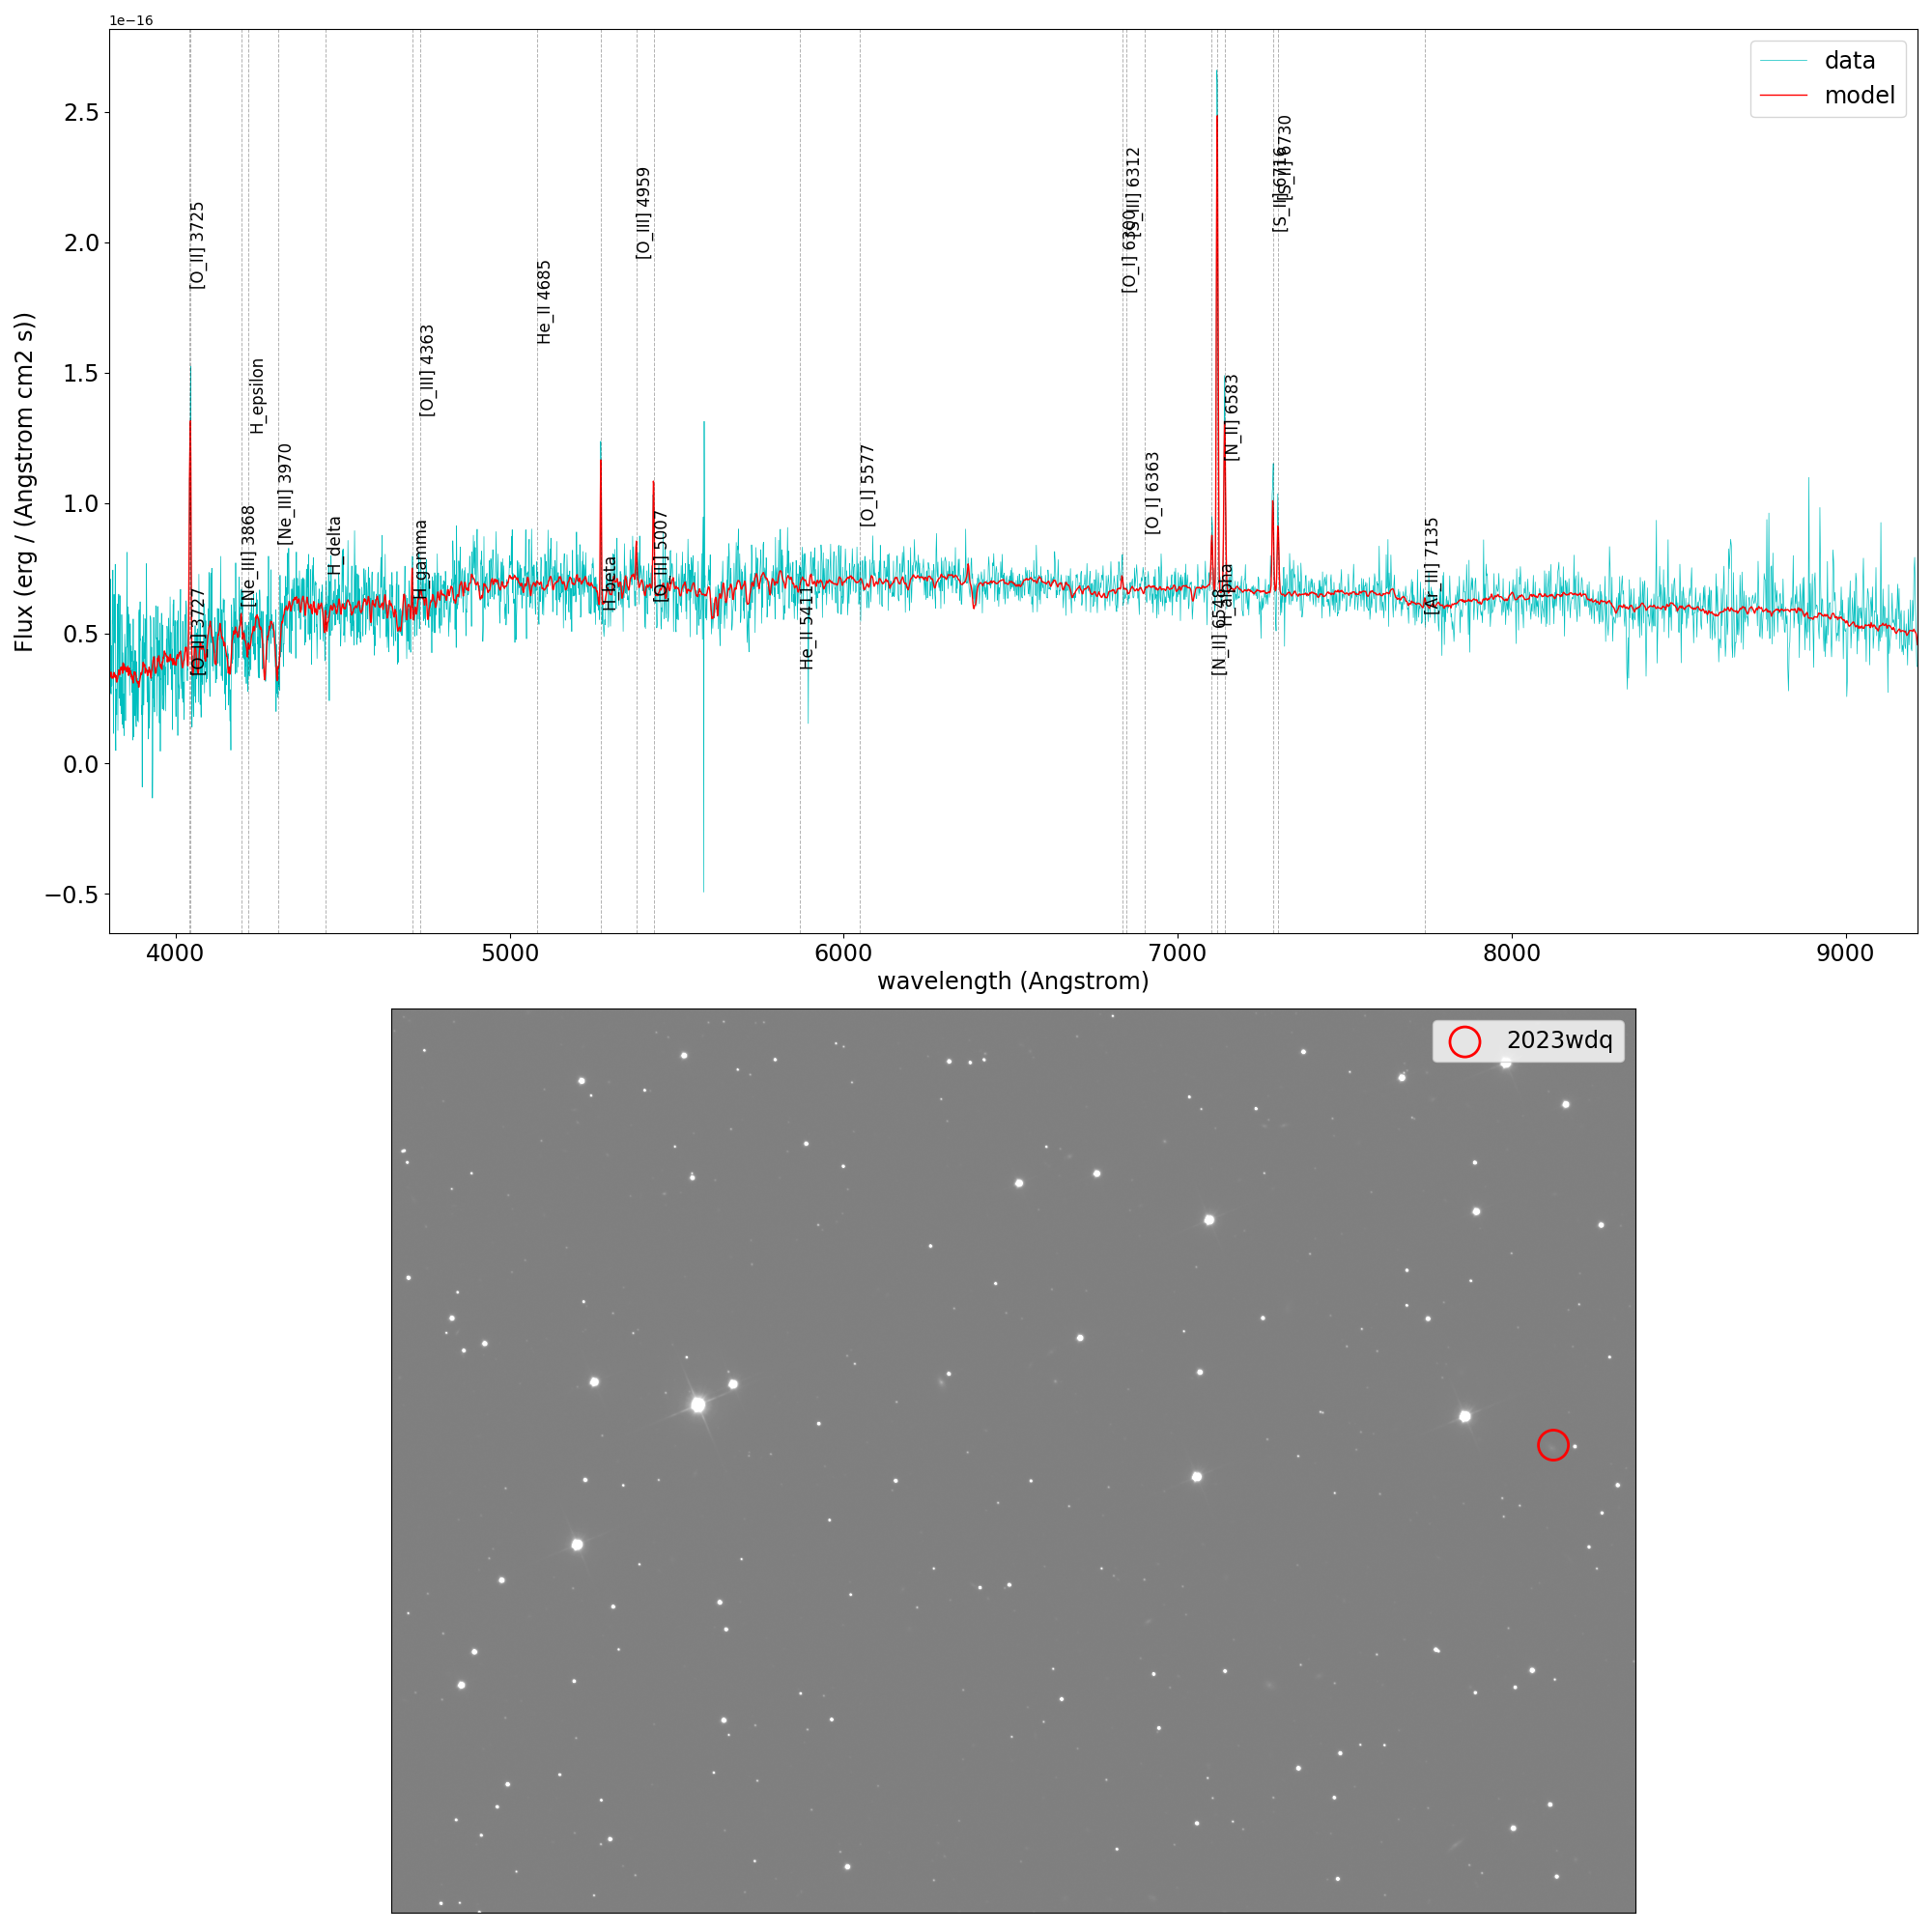 1e−16
data
model
2.5
2.0
1.5
1.0
0.5
0.0
−0.5
Flux (erg / (Angstrom cm2 s))
[O_II] 3725
[O_II] 3727
[Ne_III] 3868
H_epsilon
[Ne_III] 3970
H_delta
H_gamma
[O_III] 4363
He_II 4685
H_beta
[O_III] 4959
[O_III] 5007
He_II 5411
[O_I] 5577
[O_I] 6300
[S_III] 6312
[O_I] 6363
[N_II] 6548
H_alpha
[N_II] 6583
[S_II] 6716
[S_II] 6730
[Ar_III] 7135
4000
5000
6000
7000
8000
9000
wavelength (Angstrom)
2023wdq